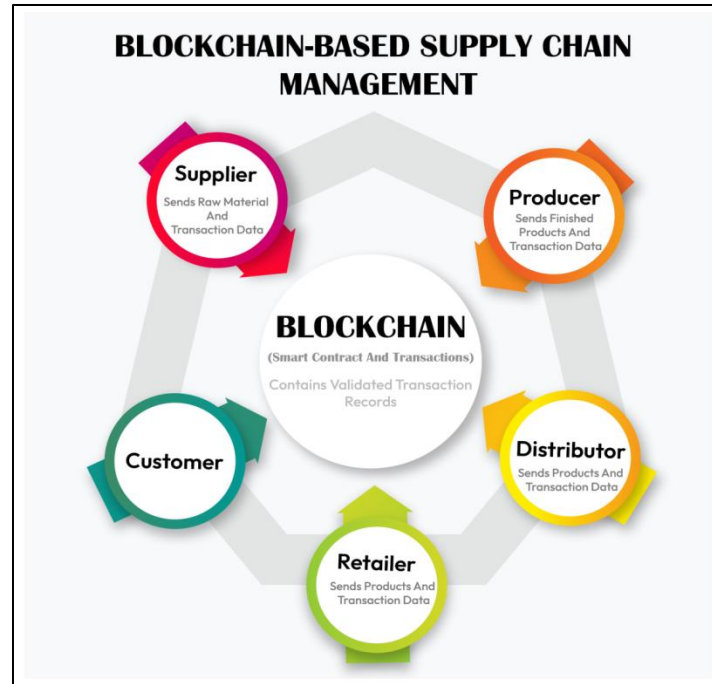 BLOCKCHAIN-BASED SUPPLY CHAIN
MANAGEMENT
Supplier
Sends Raw Material
And
Transaction Data
Producer
Sends Finished
Products And
Transaction Data
BLOCKCHAIN
(Smart Contract And Transactions)
Contains Validated Transaction
Records
Customer
Distributor
Sends Products And
Transaction Data
Retailer
Sends Products And
Transaction Data